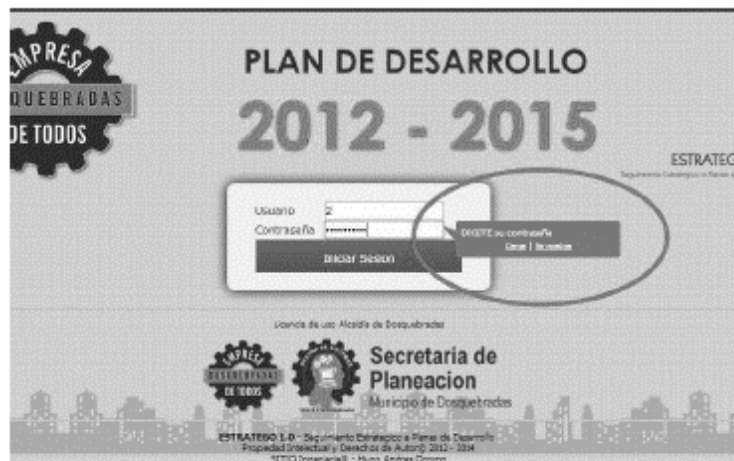 EMPRESA
DOSQUEBRADAS
DE TODOS
PLAN DE DESARROLLO
2012 - 2015
ESTRATEG
Usuario 2
Contraseña
DIGITE su contraseña
Iniciar Sesion
Licencia de uso Alcaldía de Dosquebradas
EMPRESA
DOSQUEBRADAS
DE TODOS
Secretaria de
Planeacion
Municipio de Dosquebradas
ESTRATEGO 1.0 - Seguimiento Estrategico a Planes de Desarrollo
Propiedad Intelectual y Derechos de Autor© 2012 - 2014